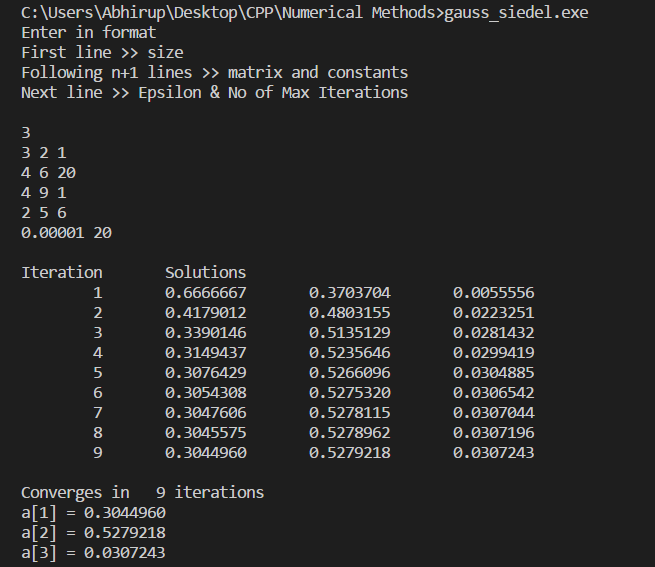 C:\Users\Abhirup\Desktop\CPP\Numerical Methods>gauss_siedel.exe
Enter in format
First line >> size
Following n+1 lines >> matrix and constants
Next line >> Epsilon & No of Max Iterations
3
3 2 1
4 6 20
4 9 1
2 5 6
0.00001 20
Iteration Solutions
1 0.6666667 0.3703704 0.0055556
2 0.4179012 0.4803155 0.0223251
3 0.3390146 0.5135129 0.0281432
4 0.3149437 0.5235646 0.0299419
5 0.3076429 0.5266096 0.0304885
6 0.3054308 0.5275320 0.0306542
7 0.3047606 0.5278115 0.0307044
8 0.3045575 0.5278962 0.0307196
9 0.3044960 0.5279218 0.0307243
Converges in 9 iterations
a[1] = 0.3044960
a[2] = 0.5279218
a[3] = 0.0307243